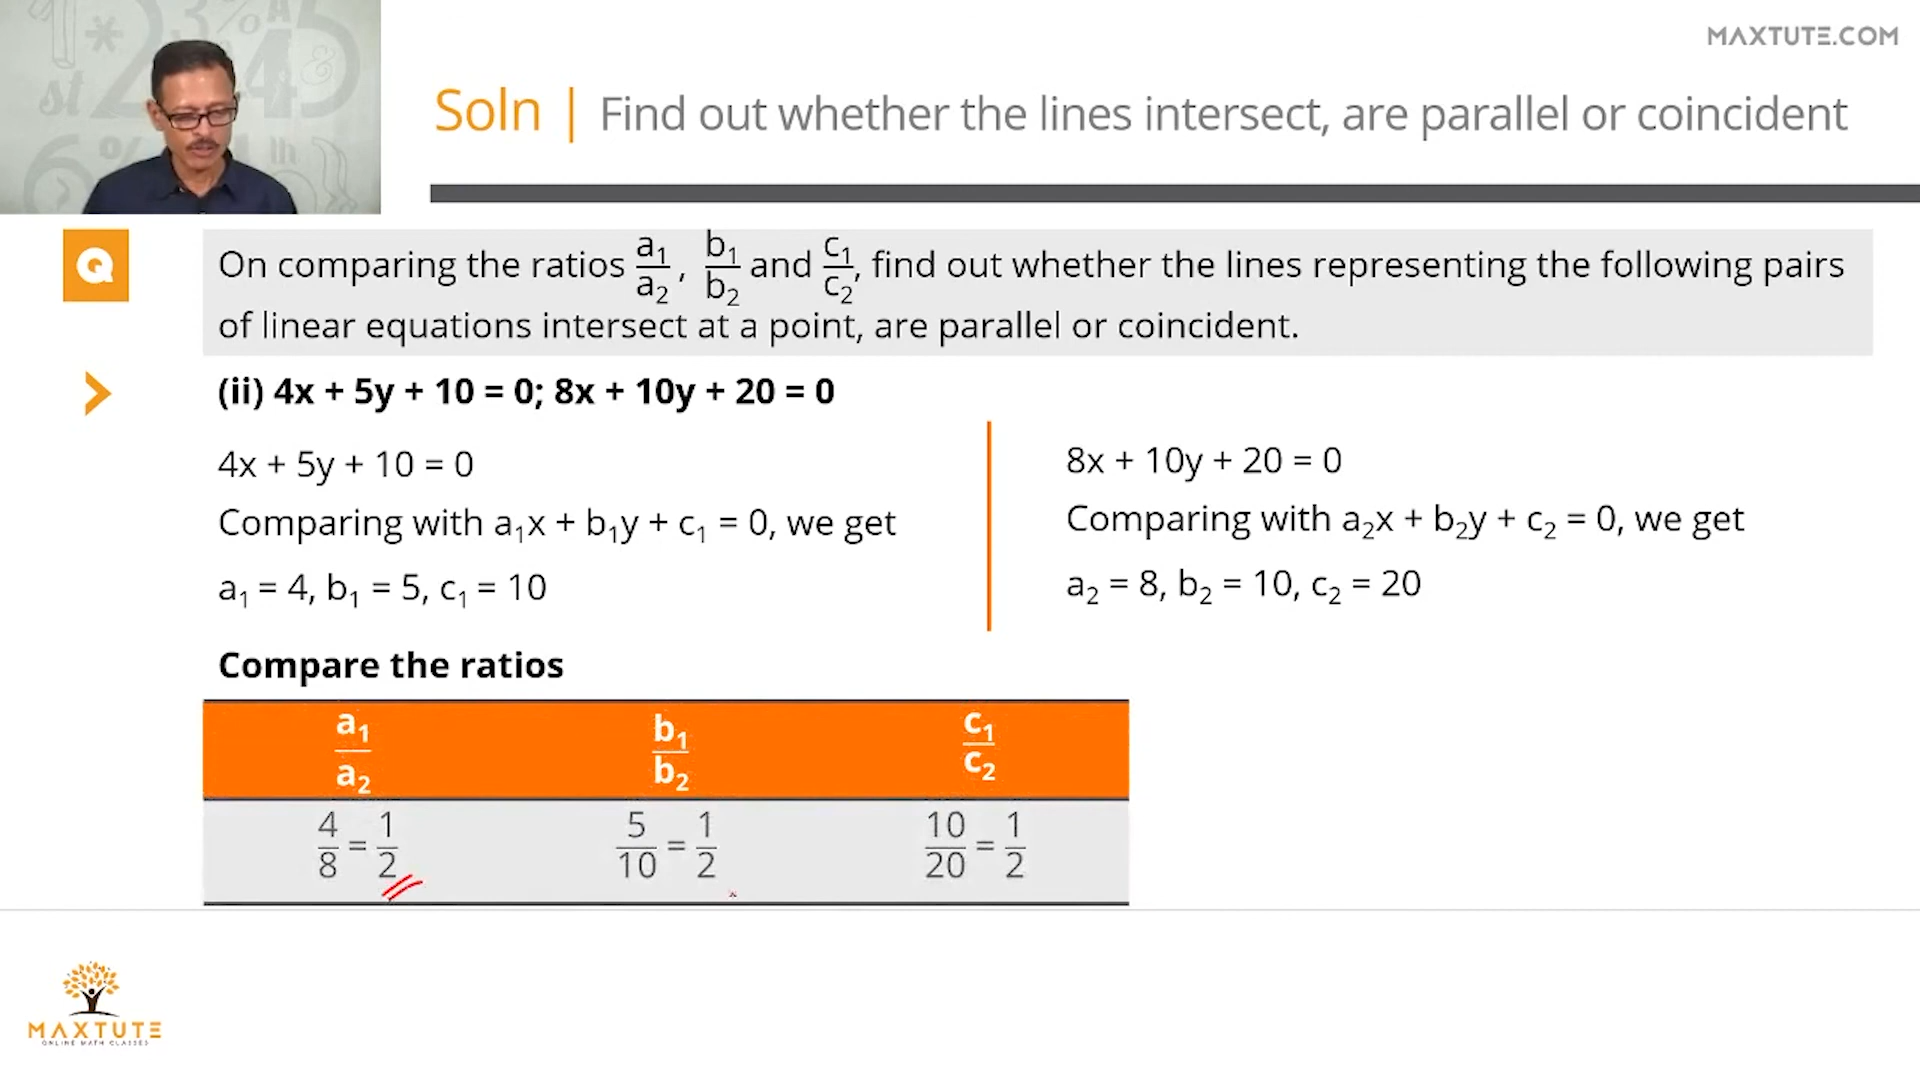 MAXTUTE.COM
Soln | Find out whether the lines intersect, are parallel or coincident
Q
On comparing the ratios a₁/a₂, b₁/b₂ and c₁/c₂, find out whether the lines representing the following pairs
of linear equations intersect at a point, are parallel or coincident.
(ii) 4x + 5y + 10 = 0; 8x + 10y + 20 = 0
4x + 5y + 10 = 0
Comparing with a₁x + b₁y + c₁ = 0, we get
a₁ = 4, b₁ = 5, c₁ = 10
8x + 10y + 20 = 0
Comparing with a₂x + b₂y + c₂ = 0, we get
a₂ = 8, b₂ = 10, c₂ = 20
Compare the ratios
a₁/a₂ b₁/b₂ c₁/c₂
4/8 = 1/2 5/10 = 1/2 10/20 = 1/2
MAXTUTE
ONLINE MATH CLASSES